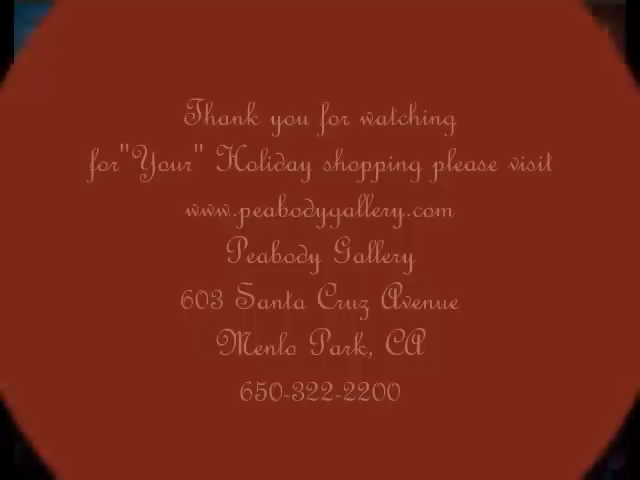 Thank you for watching
for"Your" Holiday shopping please visit
www.peabodygallery.com
Peabody Gallery
603 Santa Cruz Avenue
Menlo Park, CA
650-322-2200